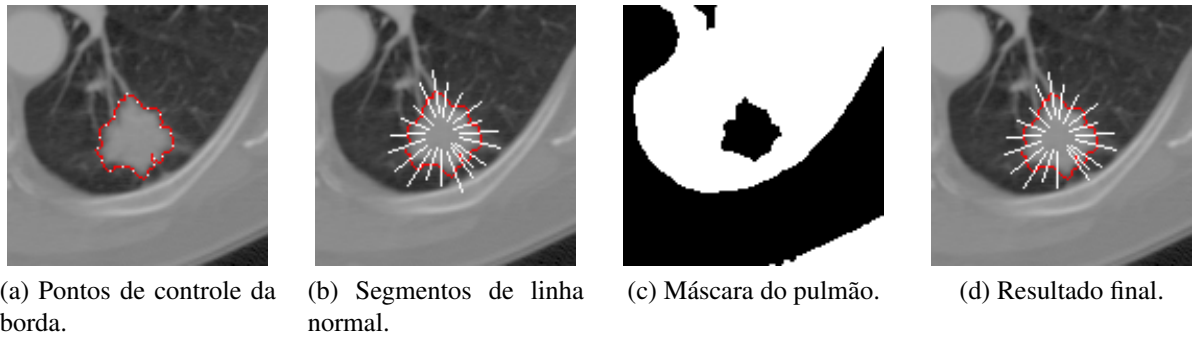 (a) Pontos de controle da
borda.
(b) Segmentos de linha
normal.
(c) Máscara do pulmão.
(d) Resultado final.